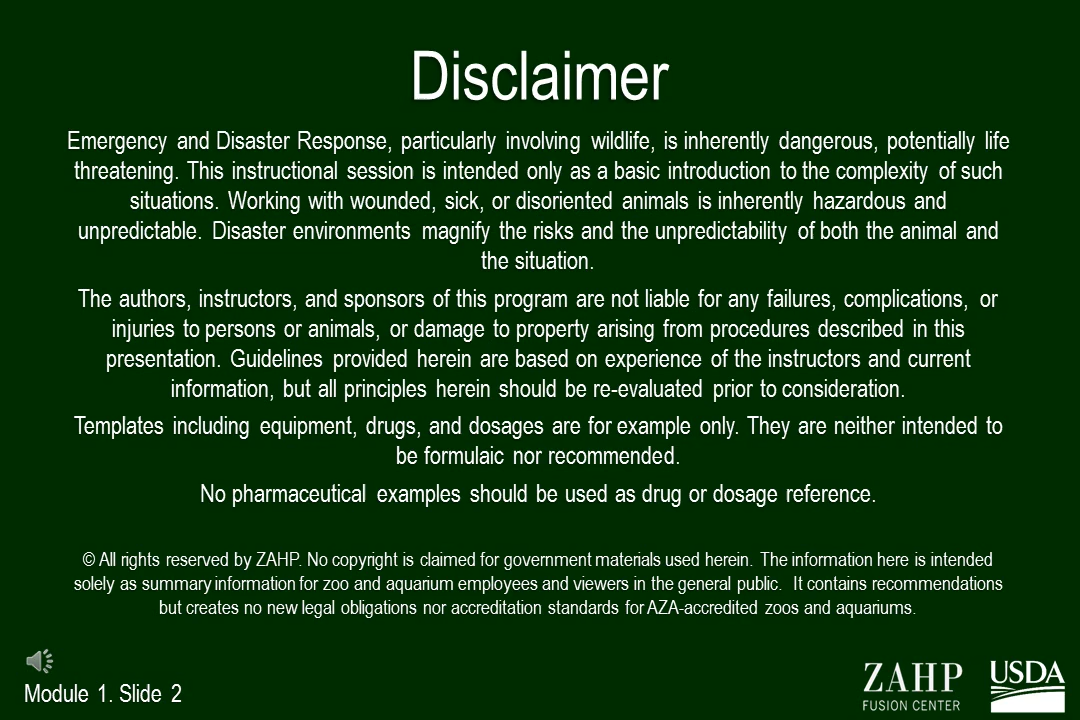 Disclaimer
Emergency and Disaster Response, particularly involving wildlife, is inherently dangerous, potentially life
threatening. This instructional session is intended only as a basic introduction to the complexity of such
situations. Working with wounded, sick, or disoriented animals is inherently hazardous and
unpredictable. Disaster environments magnify the risks and the unpredictability of both the animal and
the situation.
The authors, instructors, and sponsors of this program are not liable for any failures, complications, or
injuries to persons or animals, or damage to property arising from procedures described in this
presentation. Guidelines provided herein are based on experience of the instructors and current
information, but all principles herein should be re-evaluated prior to consideration.
Templates including equipment, drugs, and dosages are for example only. They are neither intended to
be formulaic nor recommended.
No pharmaceutical examples should be used as drug or dosage reference.
© All rights reserved by ZAHP. No copyright is claimed for government materials used herein. The information here is intended
solely as summary information for zoo and aquarium employees and viewers in the general public. It contains recommendations
but creates no new legal obligations nor accreditation standards for AZA-accredited zoos and aquariums.
Module 1. Slide 2
ZAHP
FUSION CENTER
USDA